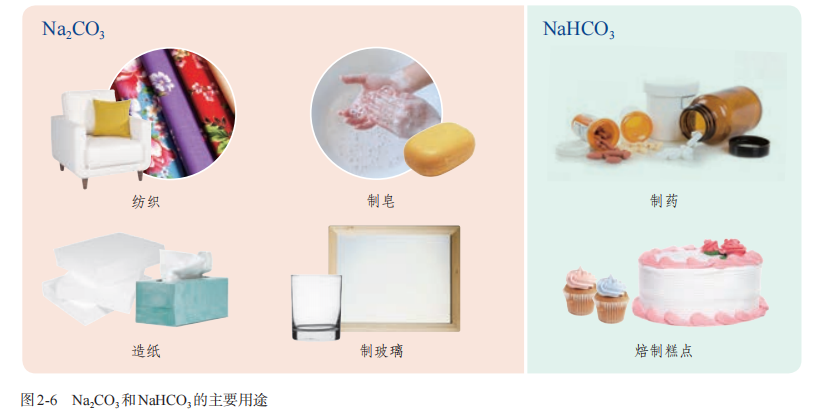 Na₂CO₃
NaHCO₃
纺织
制皂
制药
造纸
制玻璃
焙制糕点
图2-6 Na₂CO₃和NaHCO₃的主要用途